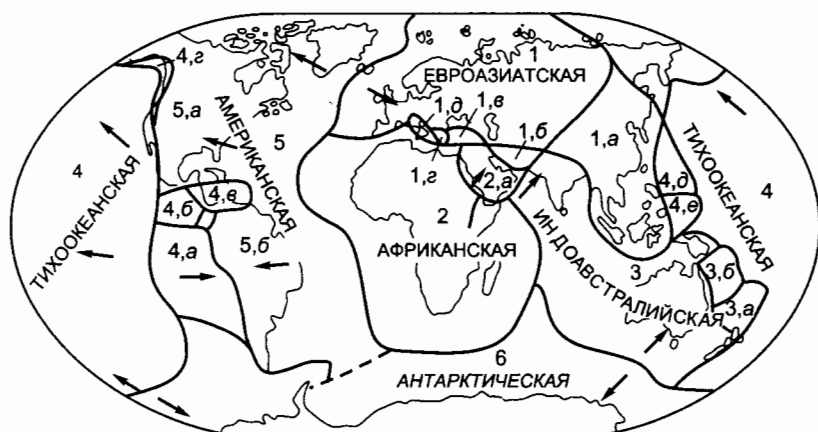 4,г
1
ЕВРОАЗИАТСКАЯ
5,а
АМЕРИКАНСКАЯ
5
1,д
1,в
1,б
1,а
ТИХООКЕАНСКАЯ
4
4
ТИХООКЕАНСКАЯ
4,в
4,б
1,г
2,а
4,д
4,е
2
АФРИКАНСКАЯ
ИНДОАВСТРАЛИЙСКАЯ
4,а
5,б
3
3,б
3,а
6
АНТАРКТИЧЕСКАЯ